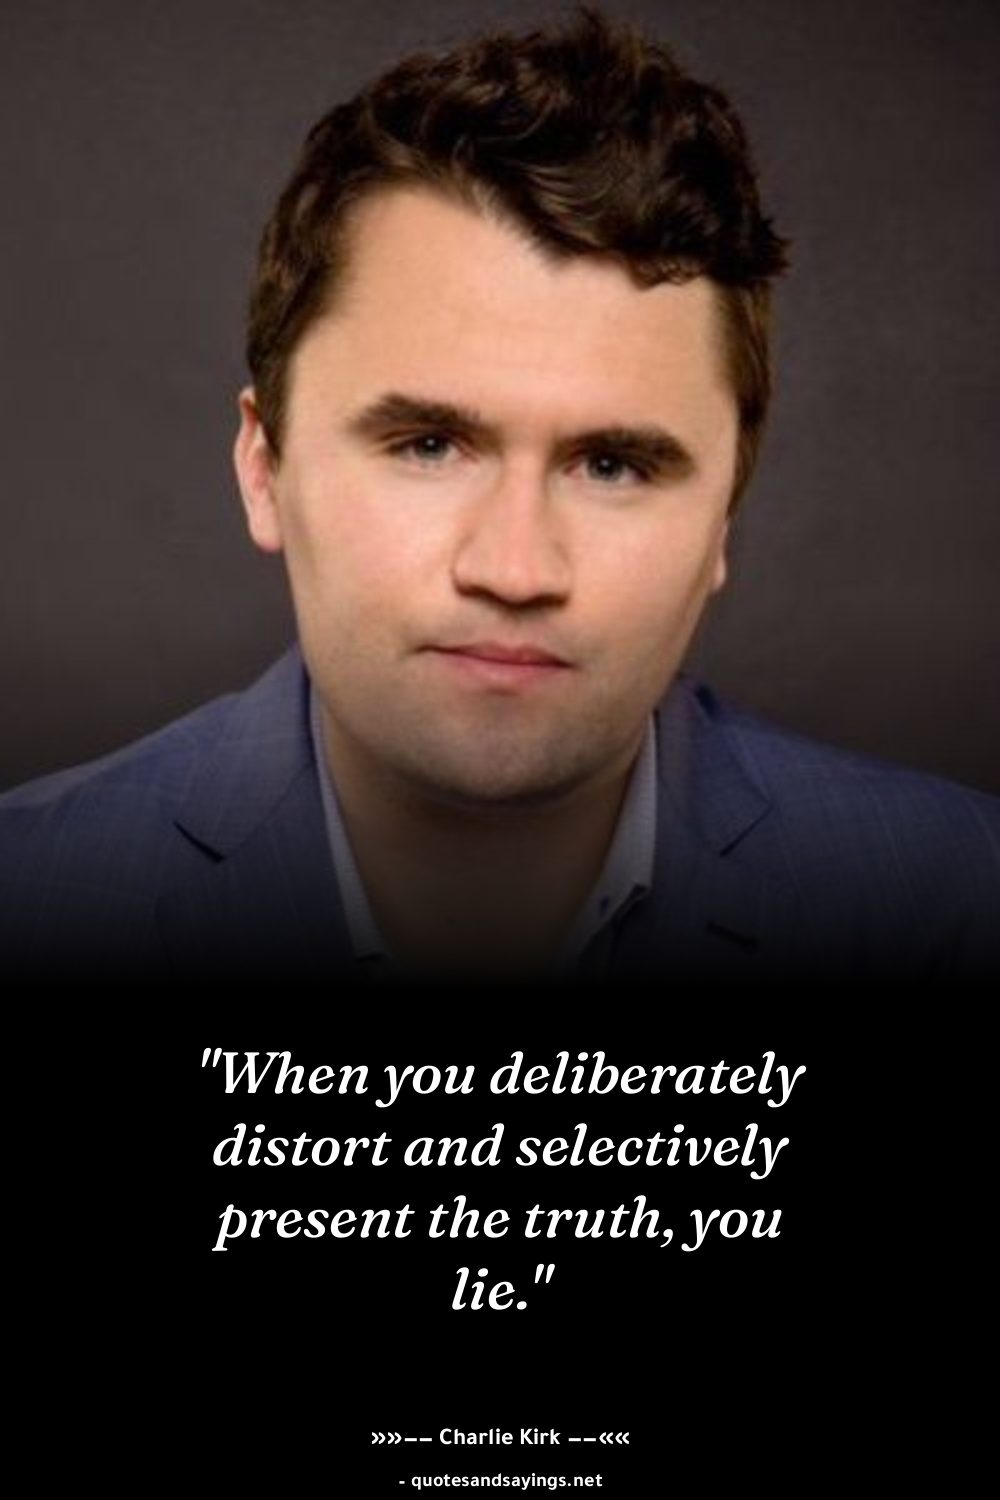 "When you deliberately
distort and selectively
present the truth, you
lie."
»»–– Charlie Kirk ––««
- quotesandsayings.net